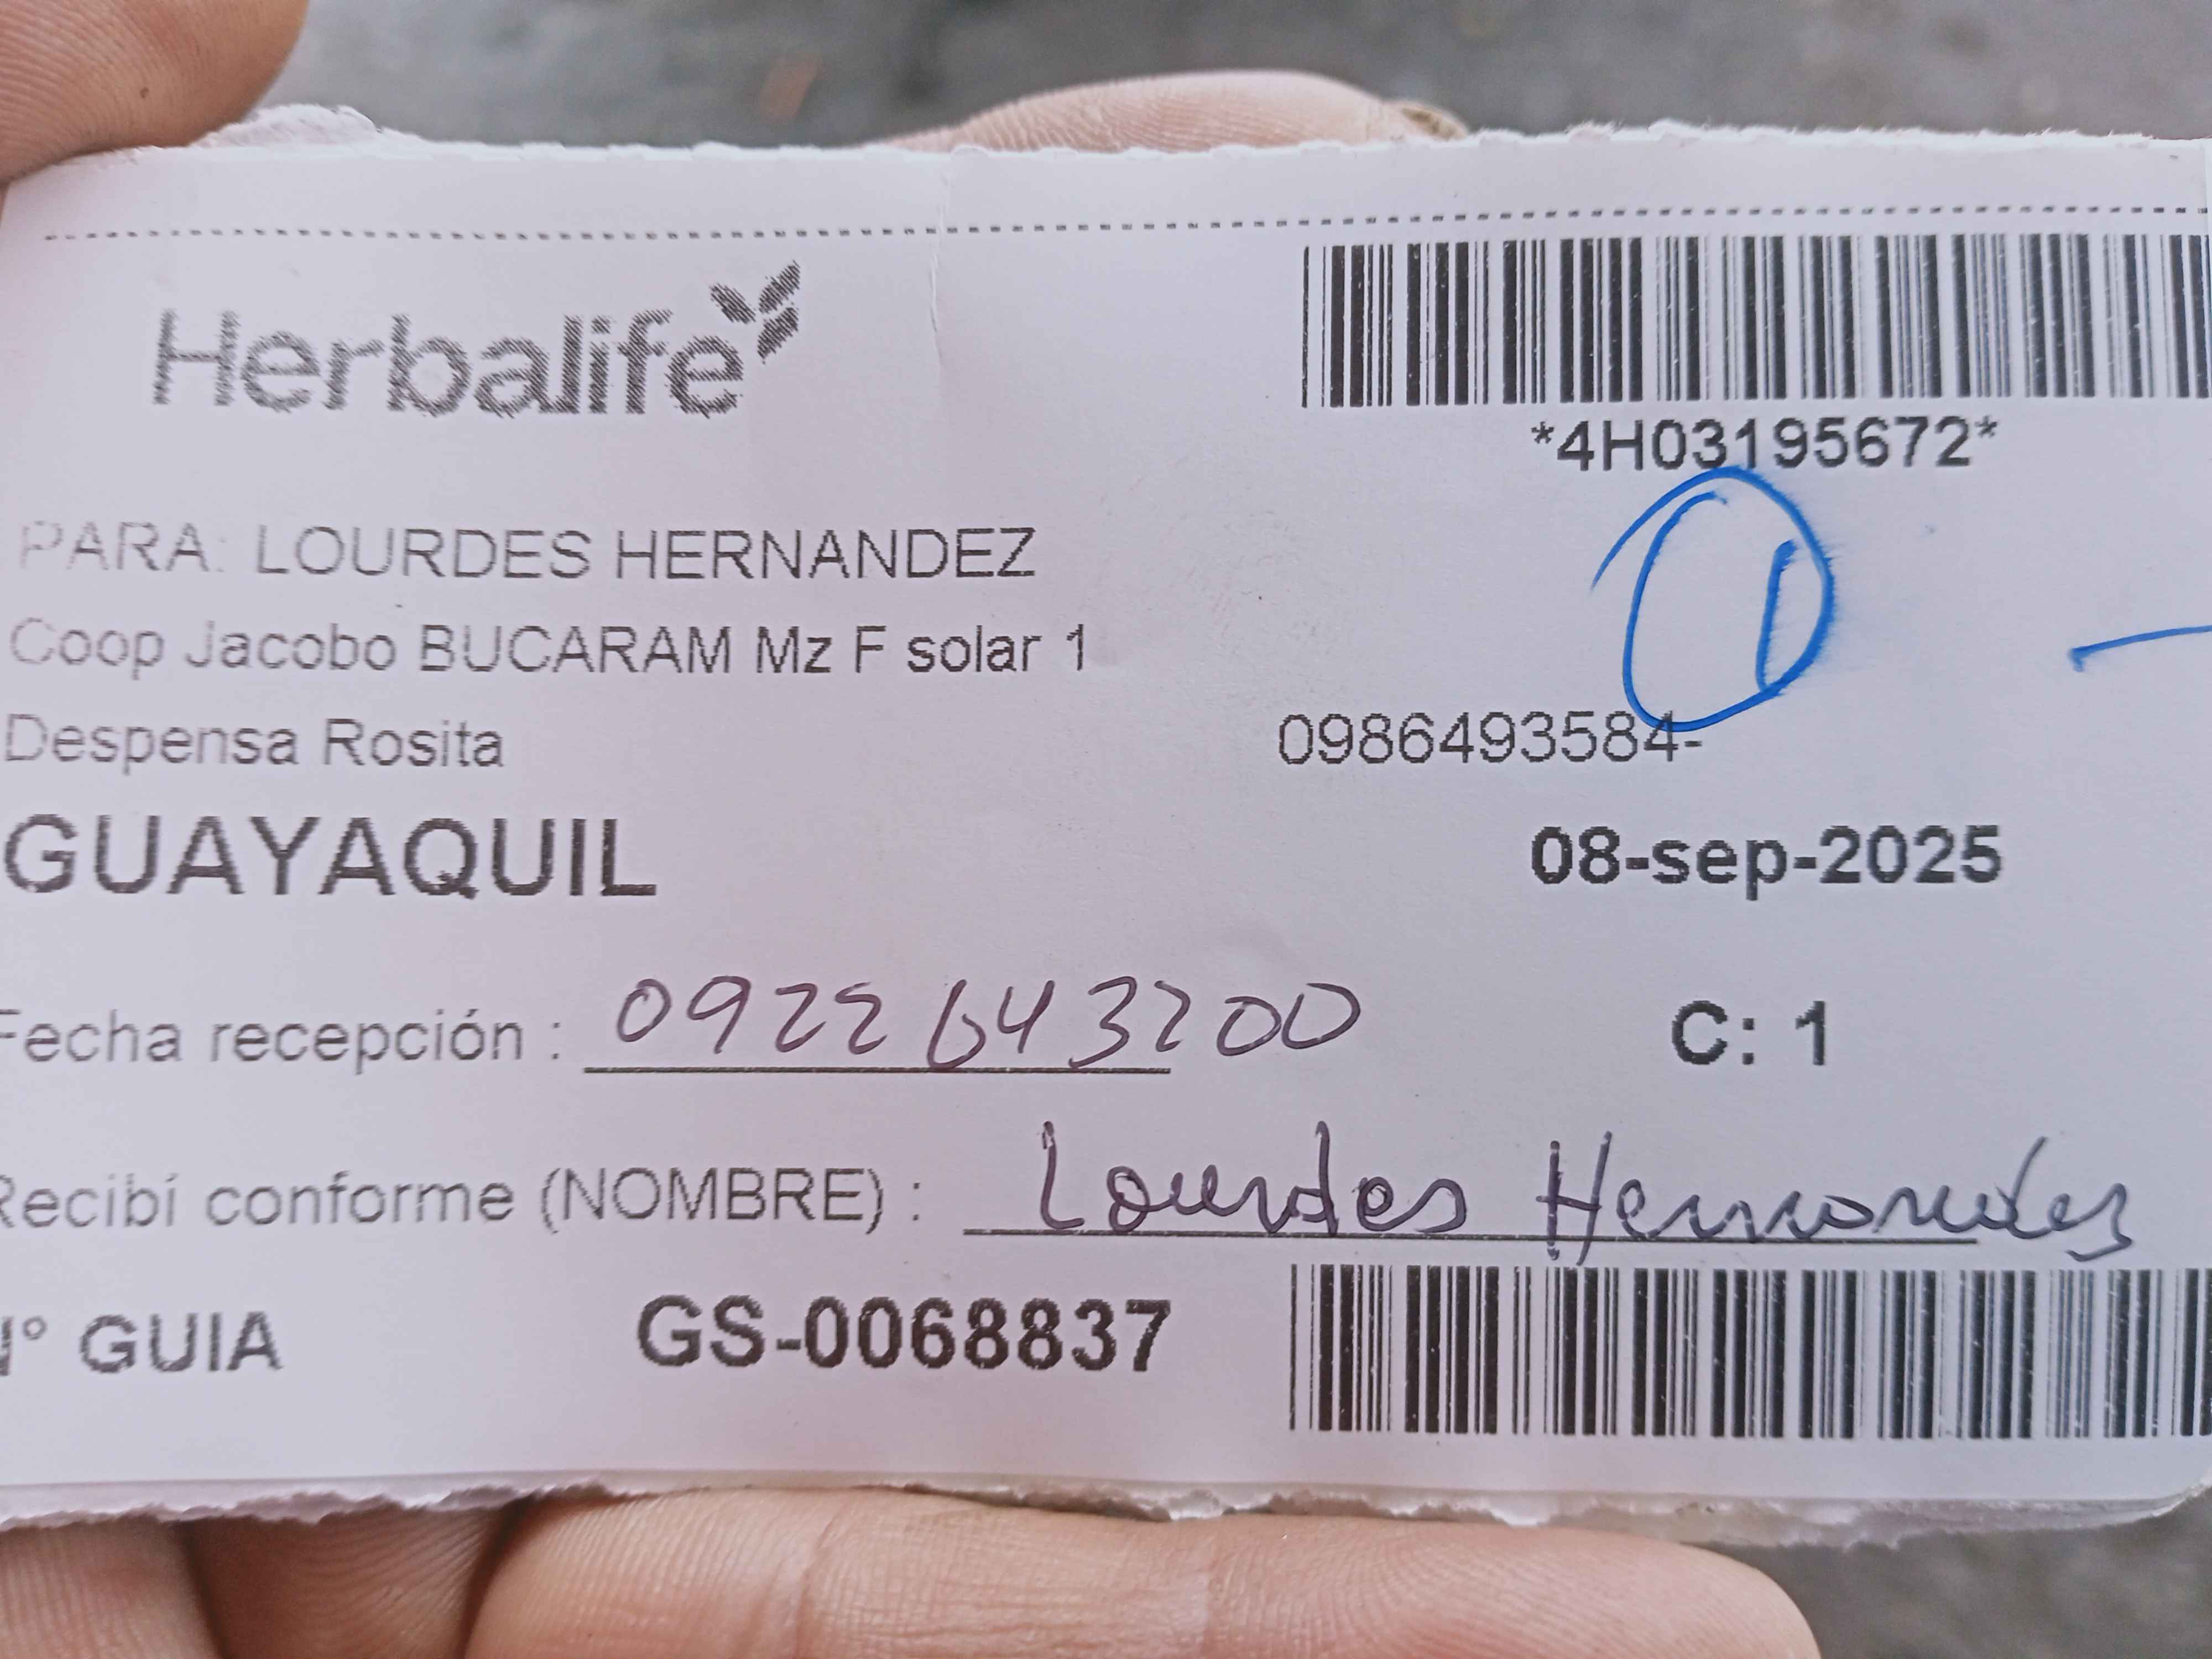 Herbalife
*4H03195672*
PARA: LOURDES HERNANDEZ
Coop Jacobo BUCARAM Mz F solar 1
Despensa Rosita
0986493584-
GUAYAQUIL
08-sep-2025
Fecha recepción : 0922643200
C: 1
Recibí conforme (NOMBRE) : Lourdes Hernandez
N° GUIA GS-0068837